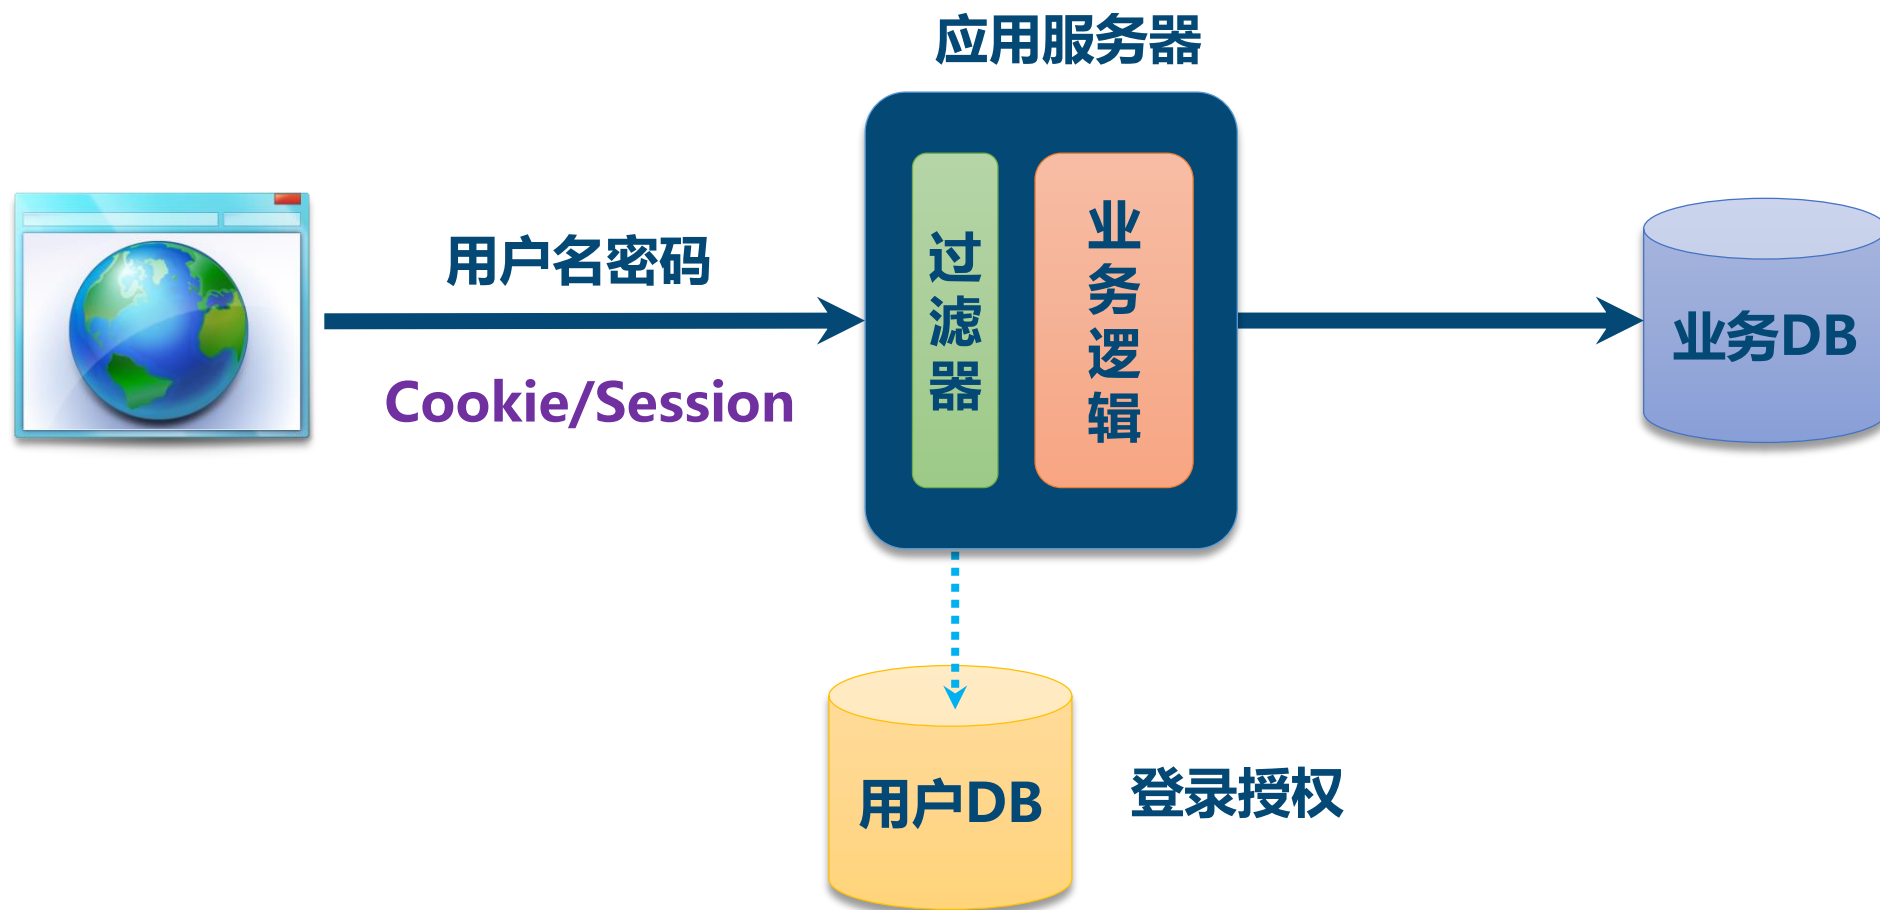 应用服务器
用户名密码
Cookie/Session
过滤器
业务逻辑
业务DB
用户DB
登录授权